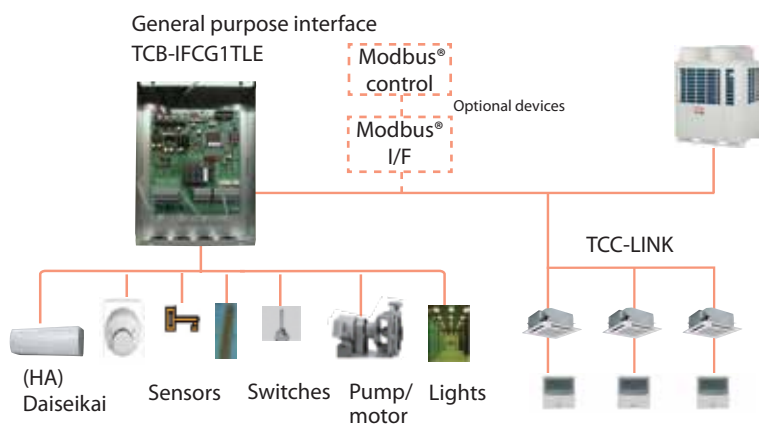 General purpose interface
TCB-IFCG1TLE
Modbus®
control
Optional devices
Modbus®
I/F
TCC-LINK
(HA)
Daiseikai
Sensors
Switches
Pump/
motor
Lights